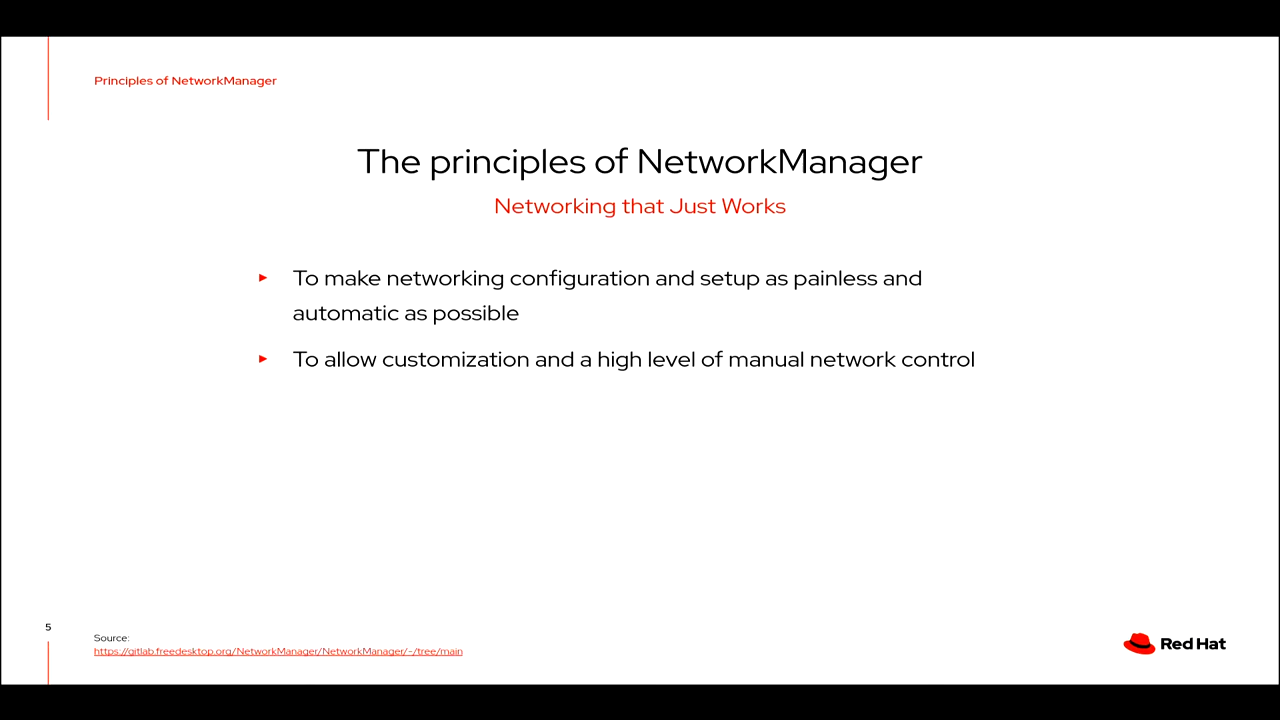 Principles of NetworkManager
The principles of NetworkManager
Networking that Just Works
► To make networking configuration and setup as painless and
automatic as possible
► To allow customization and a high level of manual network control
5
Source:
https://gitlab.freedesktop.org/NetworkManager/NetworkManager/-/tree/main
Red Hat